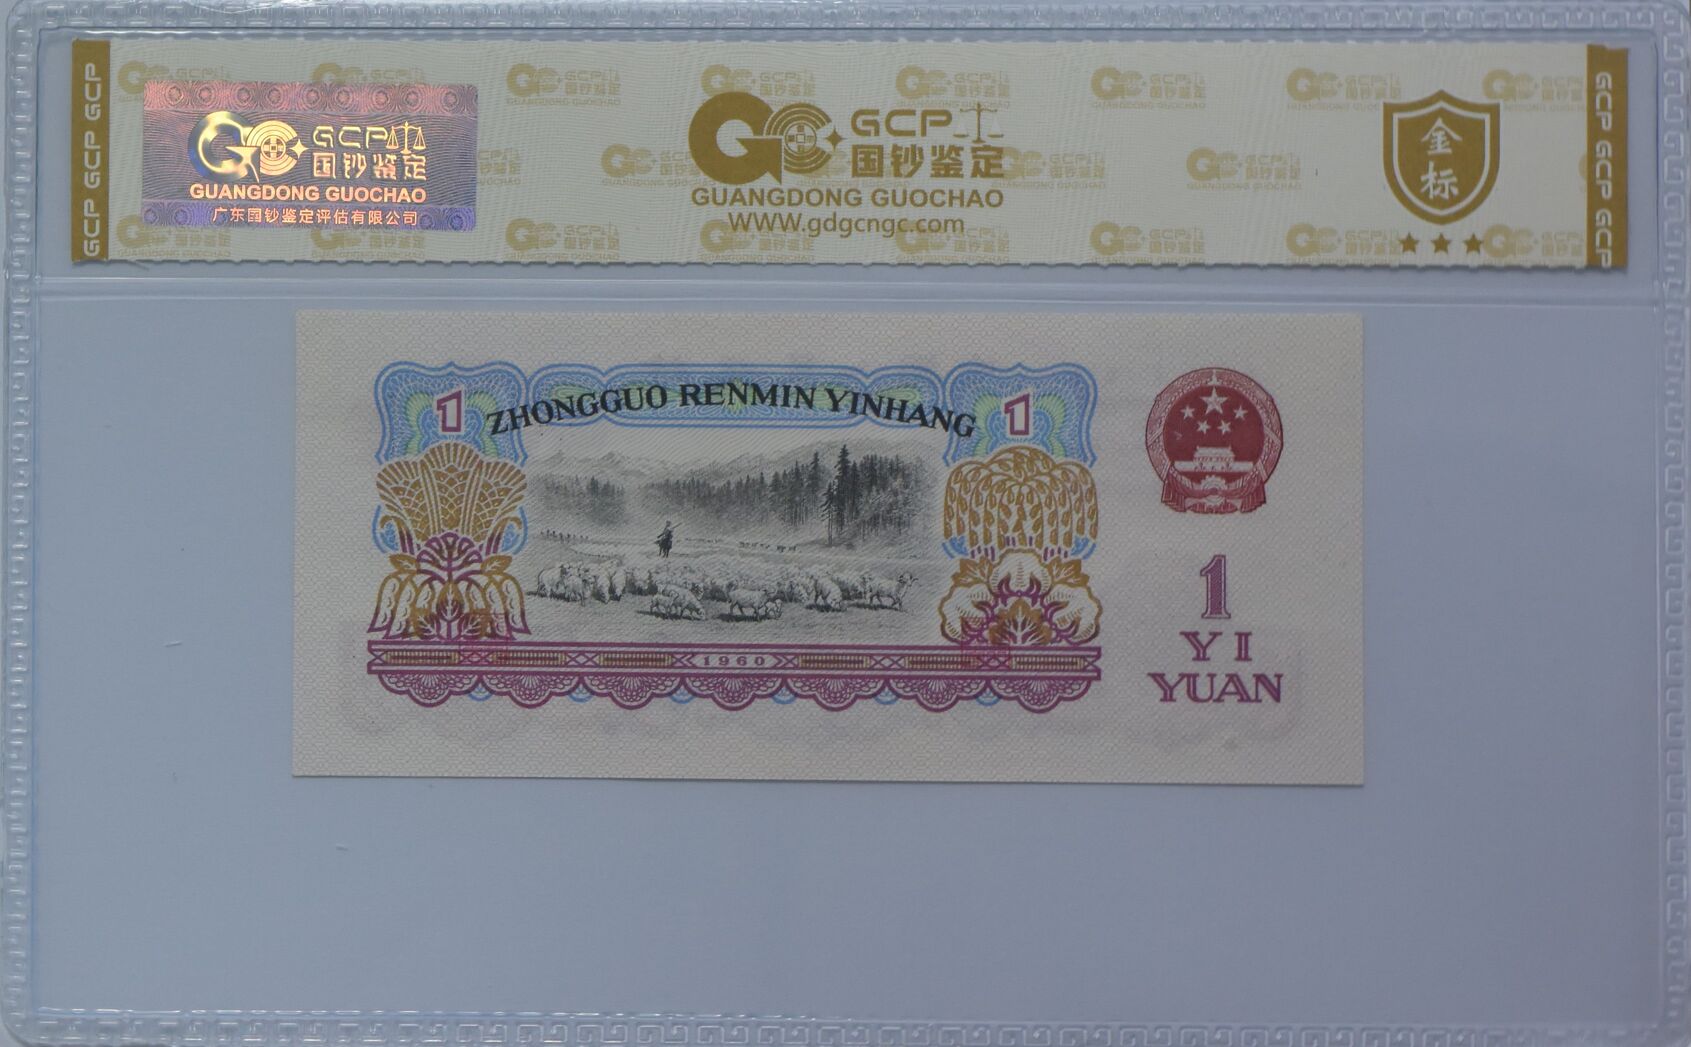 GCP GCP GCP
GCP
国钞鉴定
GUANGDONG GUOCHAO
广东国钞鉴定评估有限公司
GCP
国钞鉴定
GUANGDONG GUOCHAO
WWW.gdgcngc.com
金标
GCP GCP GCP
ZHONGGUO RENMIN YINHANG
1
1
1960
1
YI
YUAN